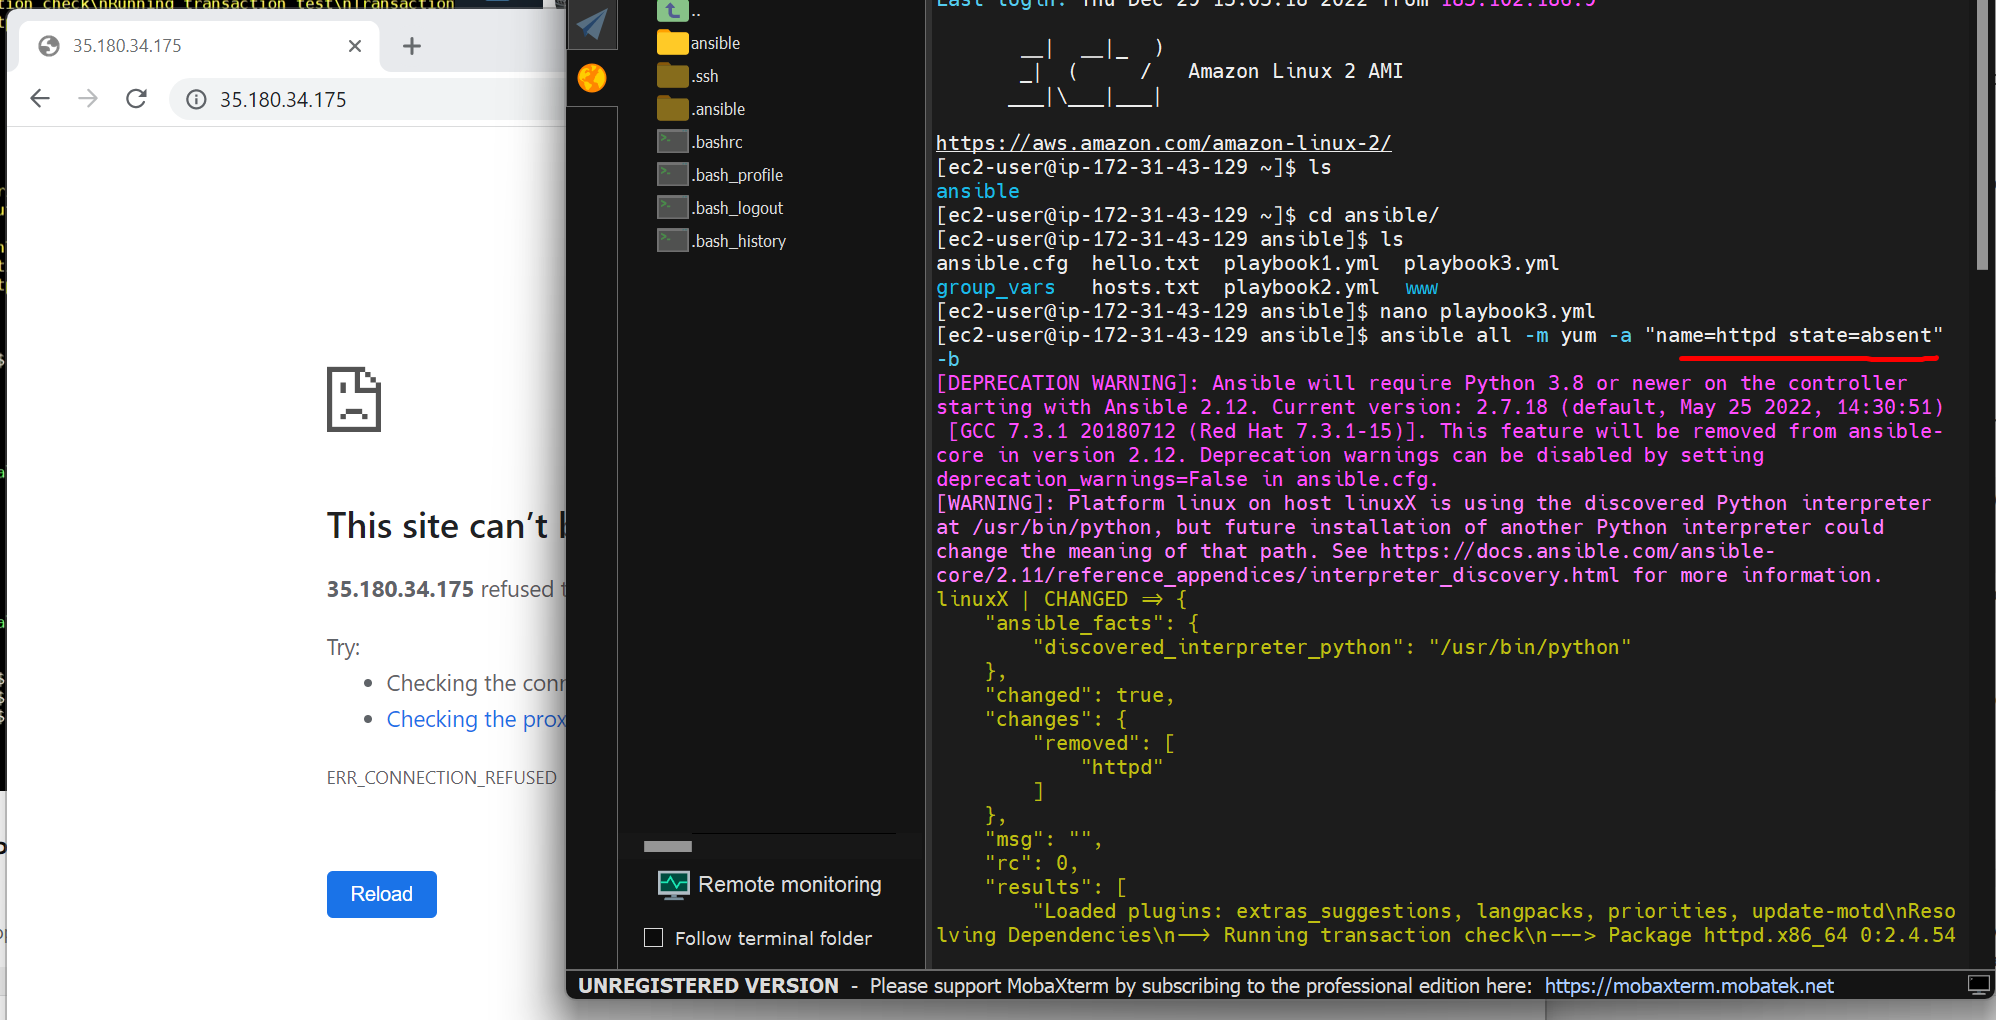 tion check\nRunning transaction test\nTransaction
35.180.34.175
35.180.34.175
This site can't
35.180.34.175 refused
Try:
Checking the conn
Checking the prox
ERR_CONNECTION_REFUSED
Reload
..
ansible
.ssh
.ansible
.bashrc
.bash_profile
.bash_logout
.bash_history
Remote monitoring
Follow terminal folder
Last login: Thu Dec 29 15:05:18 2022 from 185.102.186.9
__|  __|_  )
_|  (     /   Amazon Linux 2 AMI
___|\___|___|
https://aws.amazon.com/amazon-linux-2/
[ec2-user@ip-172-31-43-129 ~]$ ls
ansible
[ec2-user@ip-172-31-43-129 ~]$ cd ansible/
[ec2-user@ip-172-31-43-129 ansible]$ ls
ansible.cfg  hello.txt  playbook1.yml  playbook3.yml
group_vars   hosts.txt  playbook2.yml  www
[ec2-user@ip-172-31-43-129 ansible]$ nano playbook3.yml
[ec2-user@ip-172-31-43-129 ansible]$ ansible all -m yum -a "name=httpd state=absent"
-b
[DEPRECATION WARNING]: Ansible will require Python 3.8 or newer on the controller
starting with Ansible 2.12. Current version: 2.7.18 (default, May 25 2022, 14:30:51)
[GCC 7.3.1 20180712 (Red Hat 7.3.1-15)]. This feature will be removed from ansible-
core in version 2.12. Deprecation warnings can be disabled by setting
deprecation_warnings=False in ansible.cfg.
[WARNING]: Platform linux on host linuxX is using the discovered Python interpreter
at /usr/bin/python, but future installation of another Python interpreter could
change the meaning of that path. See https://docs.ansible.com/ansible-
core/2.11/reference_appendices/interpreter_discovery.html for more information.
linuxX | CHANGED => {
"ansible_facts": {
"discovered_interpreter_python": "/usr/bin/python"
},
"changed": true,
"changes": {
"removed": [
"httpd"
]
},
"msg": "",
"rc": 0,
"results": [
"Loaded plugins: extras_suggestions, langpacks, priorities, update-motd\nReso
lving Dependencies\n--> Running transaction check\n---> Package httpd.x86_64 0:2.4.54
UNREGISTERED VERSION - Please support MobaXterm by subscribing to the professional edition here: https://mobaxterm.mobatek.net